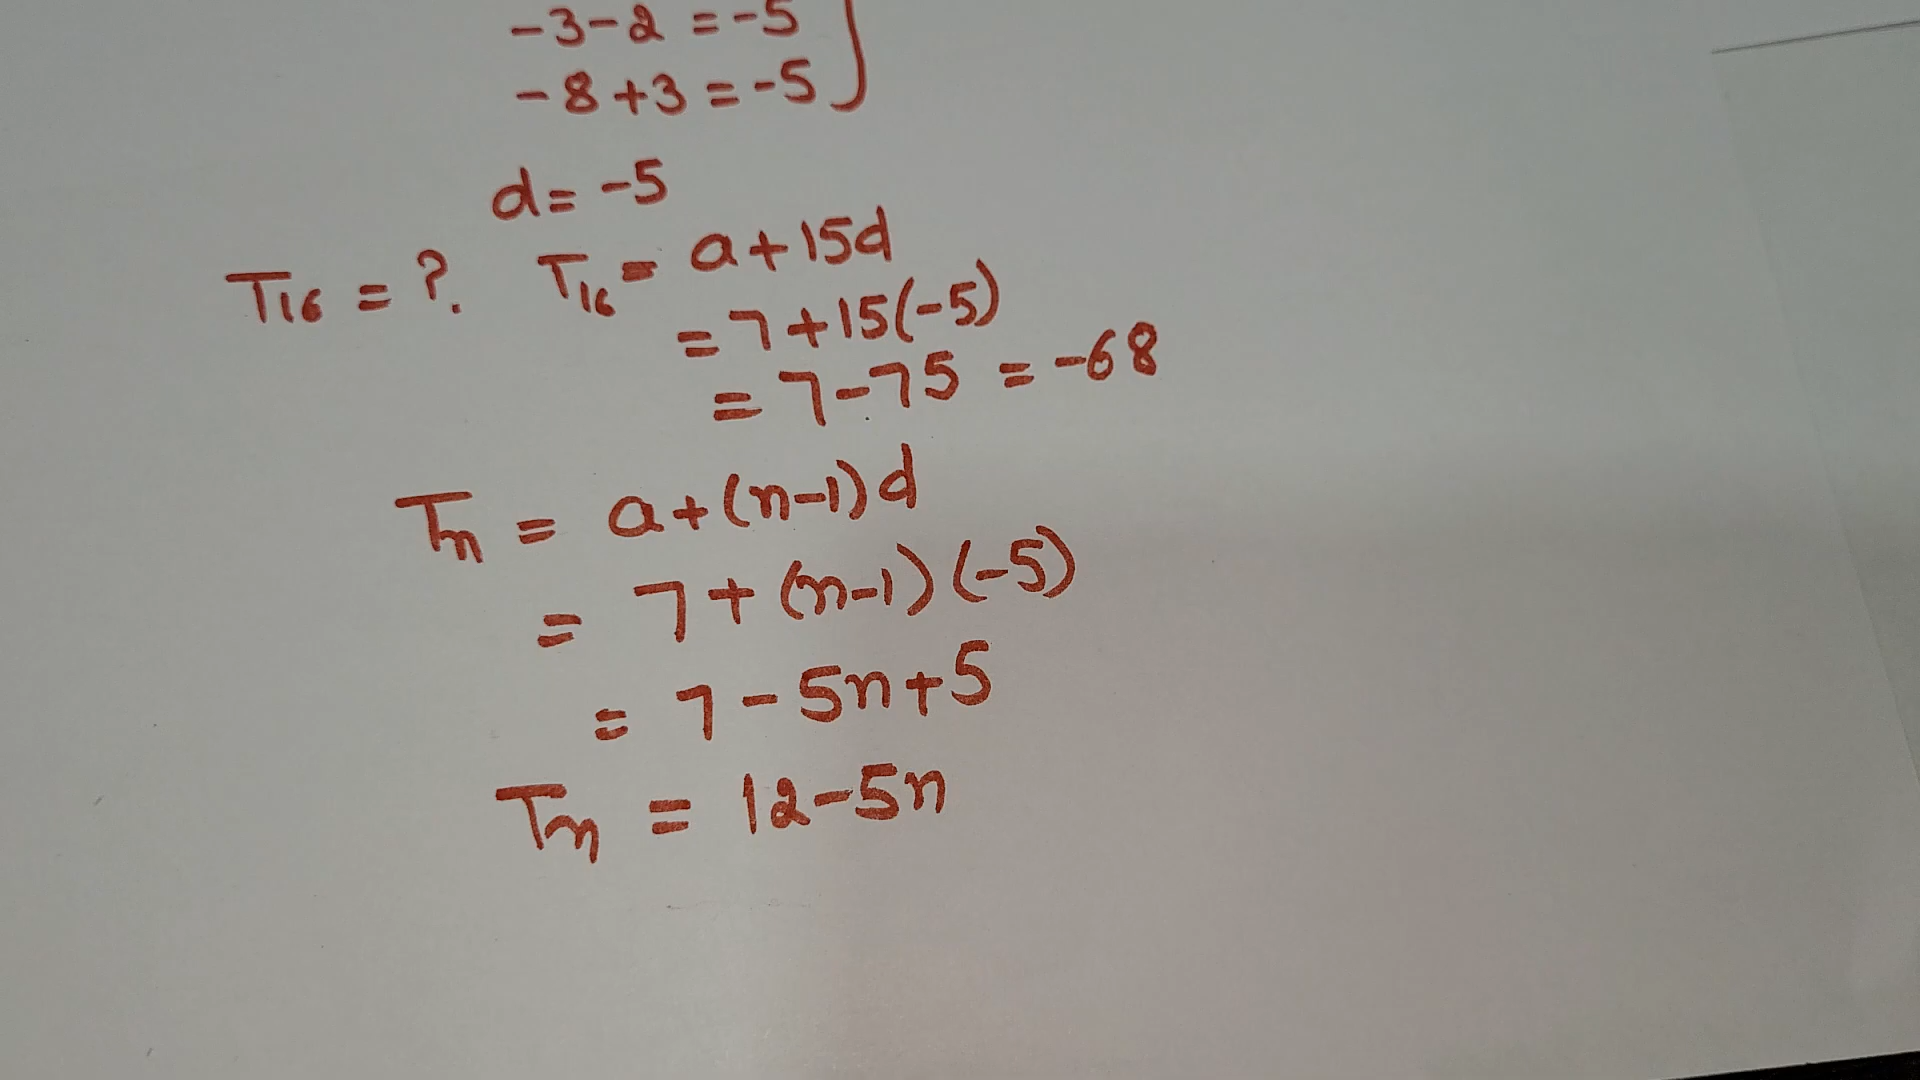 -3-2 = -5
-8+3 = -5
d = -5
T16 = ?. T16 = a+15d
= 7+15(-5)
= 7-75 = -68
Tn = a+(n-1)d
= 7+(n-1)(-5)
= 7-5n+5
Tn = 12-5n